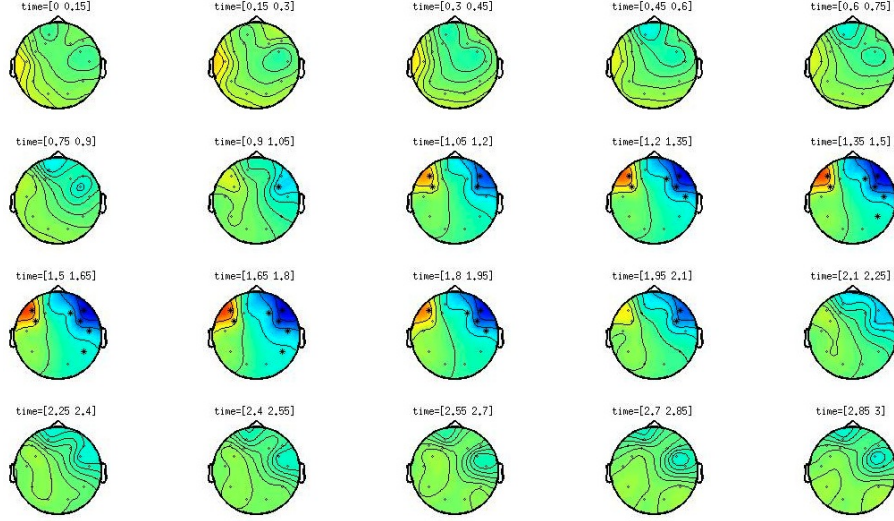 time=[0 0.15]
time=[0.15 0.3]
time=[0.3 0.45]
time=[0.45 0.6]
time=[0.6 0.75]
time=[0.75 0.9]
time=[0.9 1.05]
time=[1.05 1.2]
time=[1.2 1.35]
time=[1.35 1.5]
time=[1.5 1.65]
time=[1.65 1.8]
time=[1.8 1.95]
time=[1.95 2.1]
time=[2.1 2.25]
time=[2.25 2.4]
time=[2.4 2.55]
time=[2.55 2.7]
time=[2.7 2.85]
time=[2.85 3]